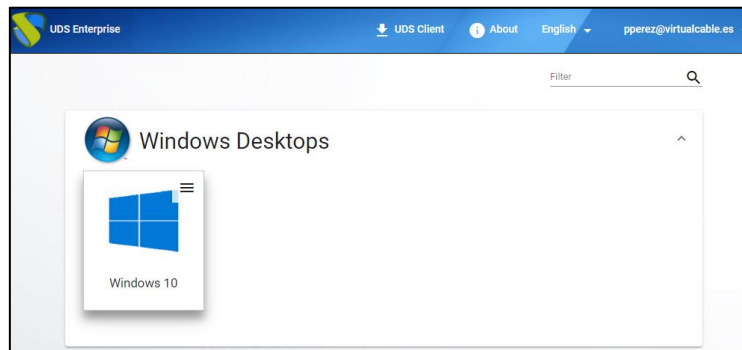 UDS Enterprise UDS Client About English pperez@virtualcable.es
Filter
Windows Desktops
Windows 10